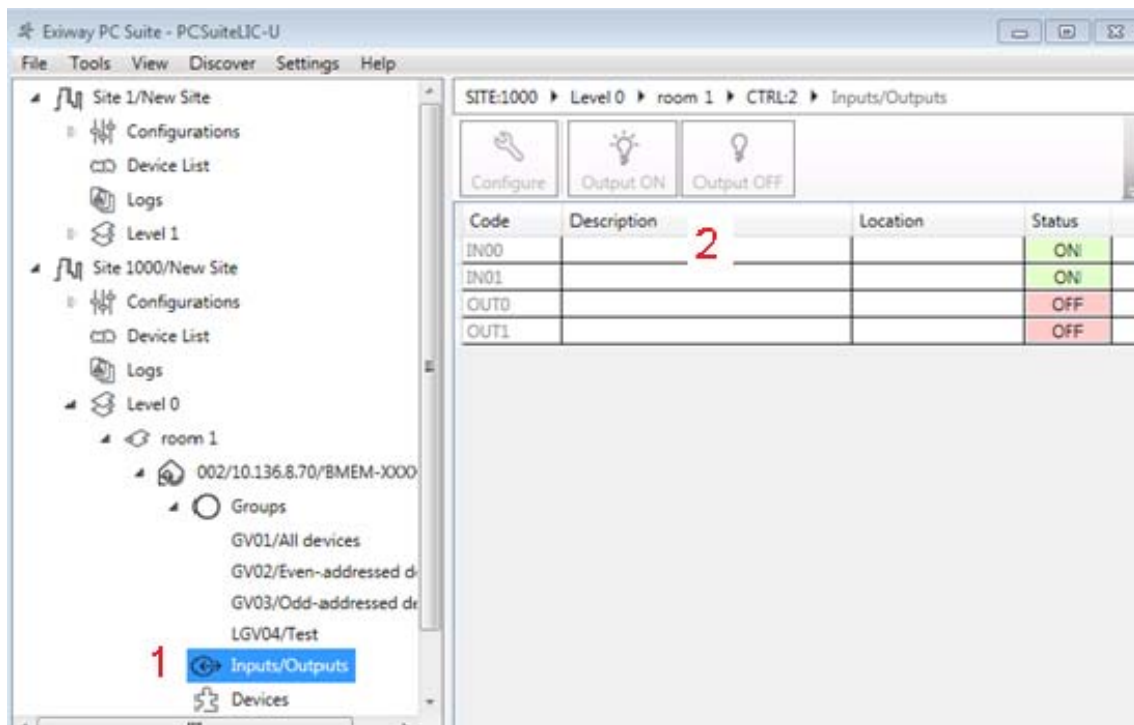 Exiway PC Suite - PCSuiteLIC-U
File Tools View Discover Settings Help
Site 1/New Site
Configurations
Device List
Logs
Level 1
Site 1000/New Site
Configurations
Device List
Logs
Level 0
room 1
002/10.136.8.70/BMEM-XXXX
Groups
GV01/All devices
GV02/Even-addressed d
GV03/Odd-addressed de
LGV04/Test
1 Inputs/Outputs
Devices
SITE:1000 Level 0 room 1 CTRL:2 Inputs/Outputs
Configure Output ON Output OFF
Code Description Location Status
2
IN00 ON
IN01 ON
OUT0 OFF
OUT1 OFF